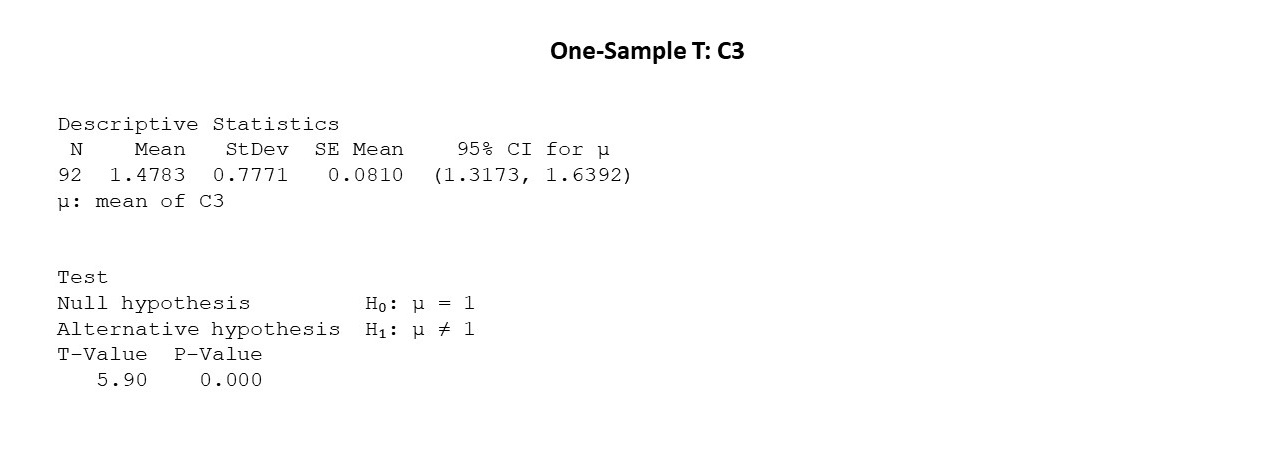 One-Sample T: C3
Descriptive Statistics
N Mean StDev SE Mean 95% CI for μ
92 1.4783 0.7771 0.0810 (1.3173, 1.6392)
μ: mean of C3
Test
Null hypothesis H₀: μ = 1
Alternative hypothesis H₁: μ ≠ 1
T-Value P-Value
5.90 0.000